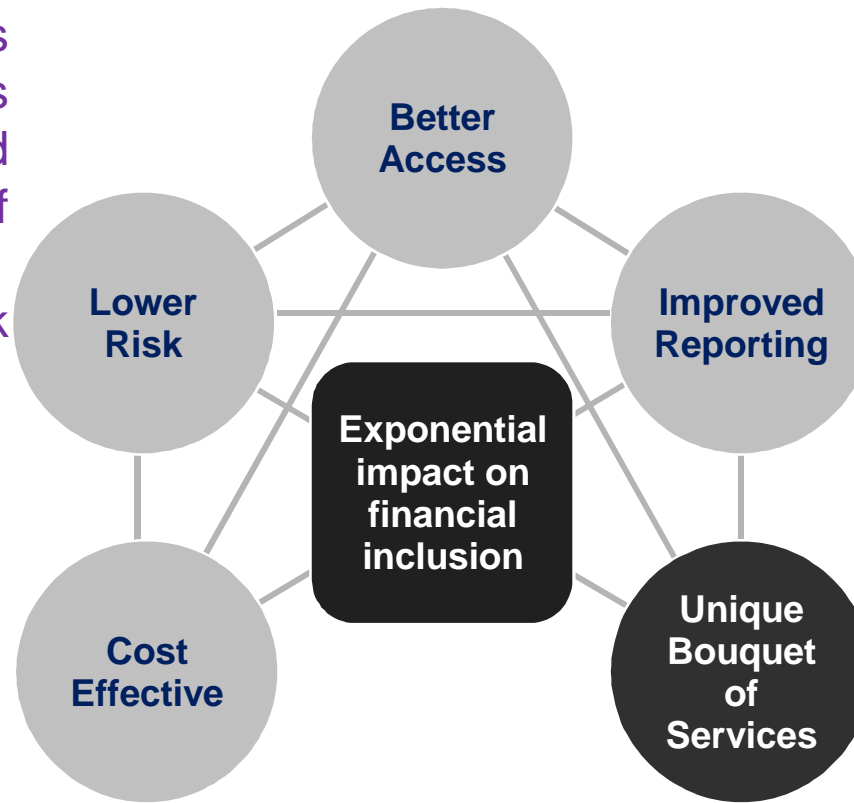 Better
Access
Lower
Risk
Improved
Reporting
Exponential
impact on
financial
inclusion
Cost
Effective
Unique
Bouquet
of
Services